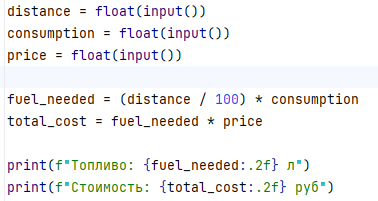 distance = float(input())
consumption = float(input())
price = float(input())
fuel_needed = (distance / 100) * consumption
total_cost = fuel_needed * price
print(f"Топливо: {fuel_needed:.2f} л")
print(f"Стоимость: {total_cost:.2f} руб")